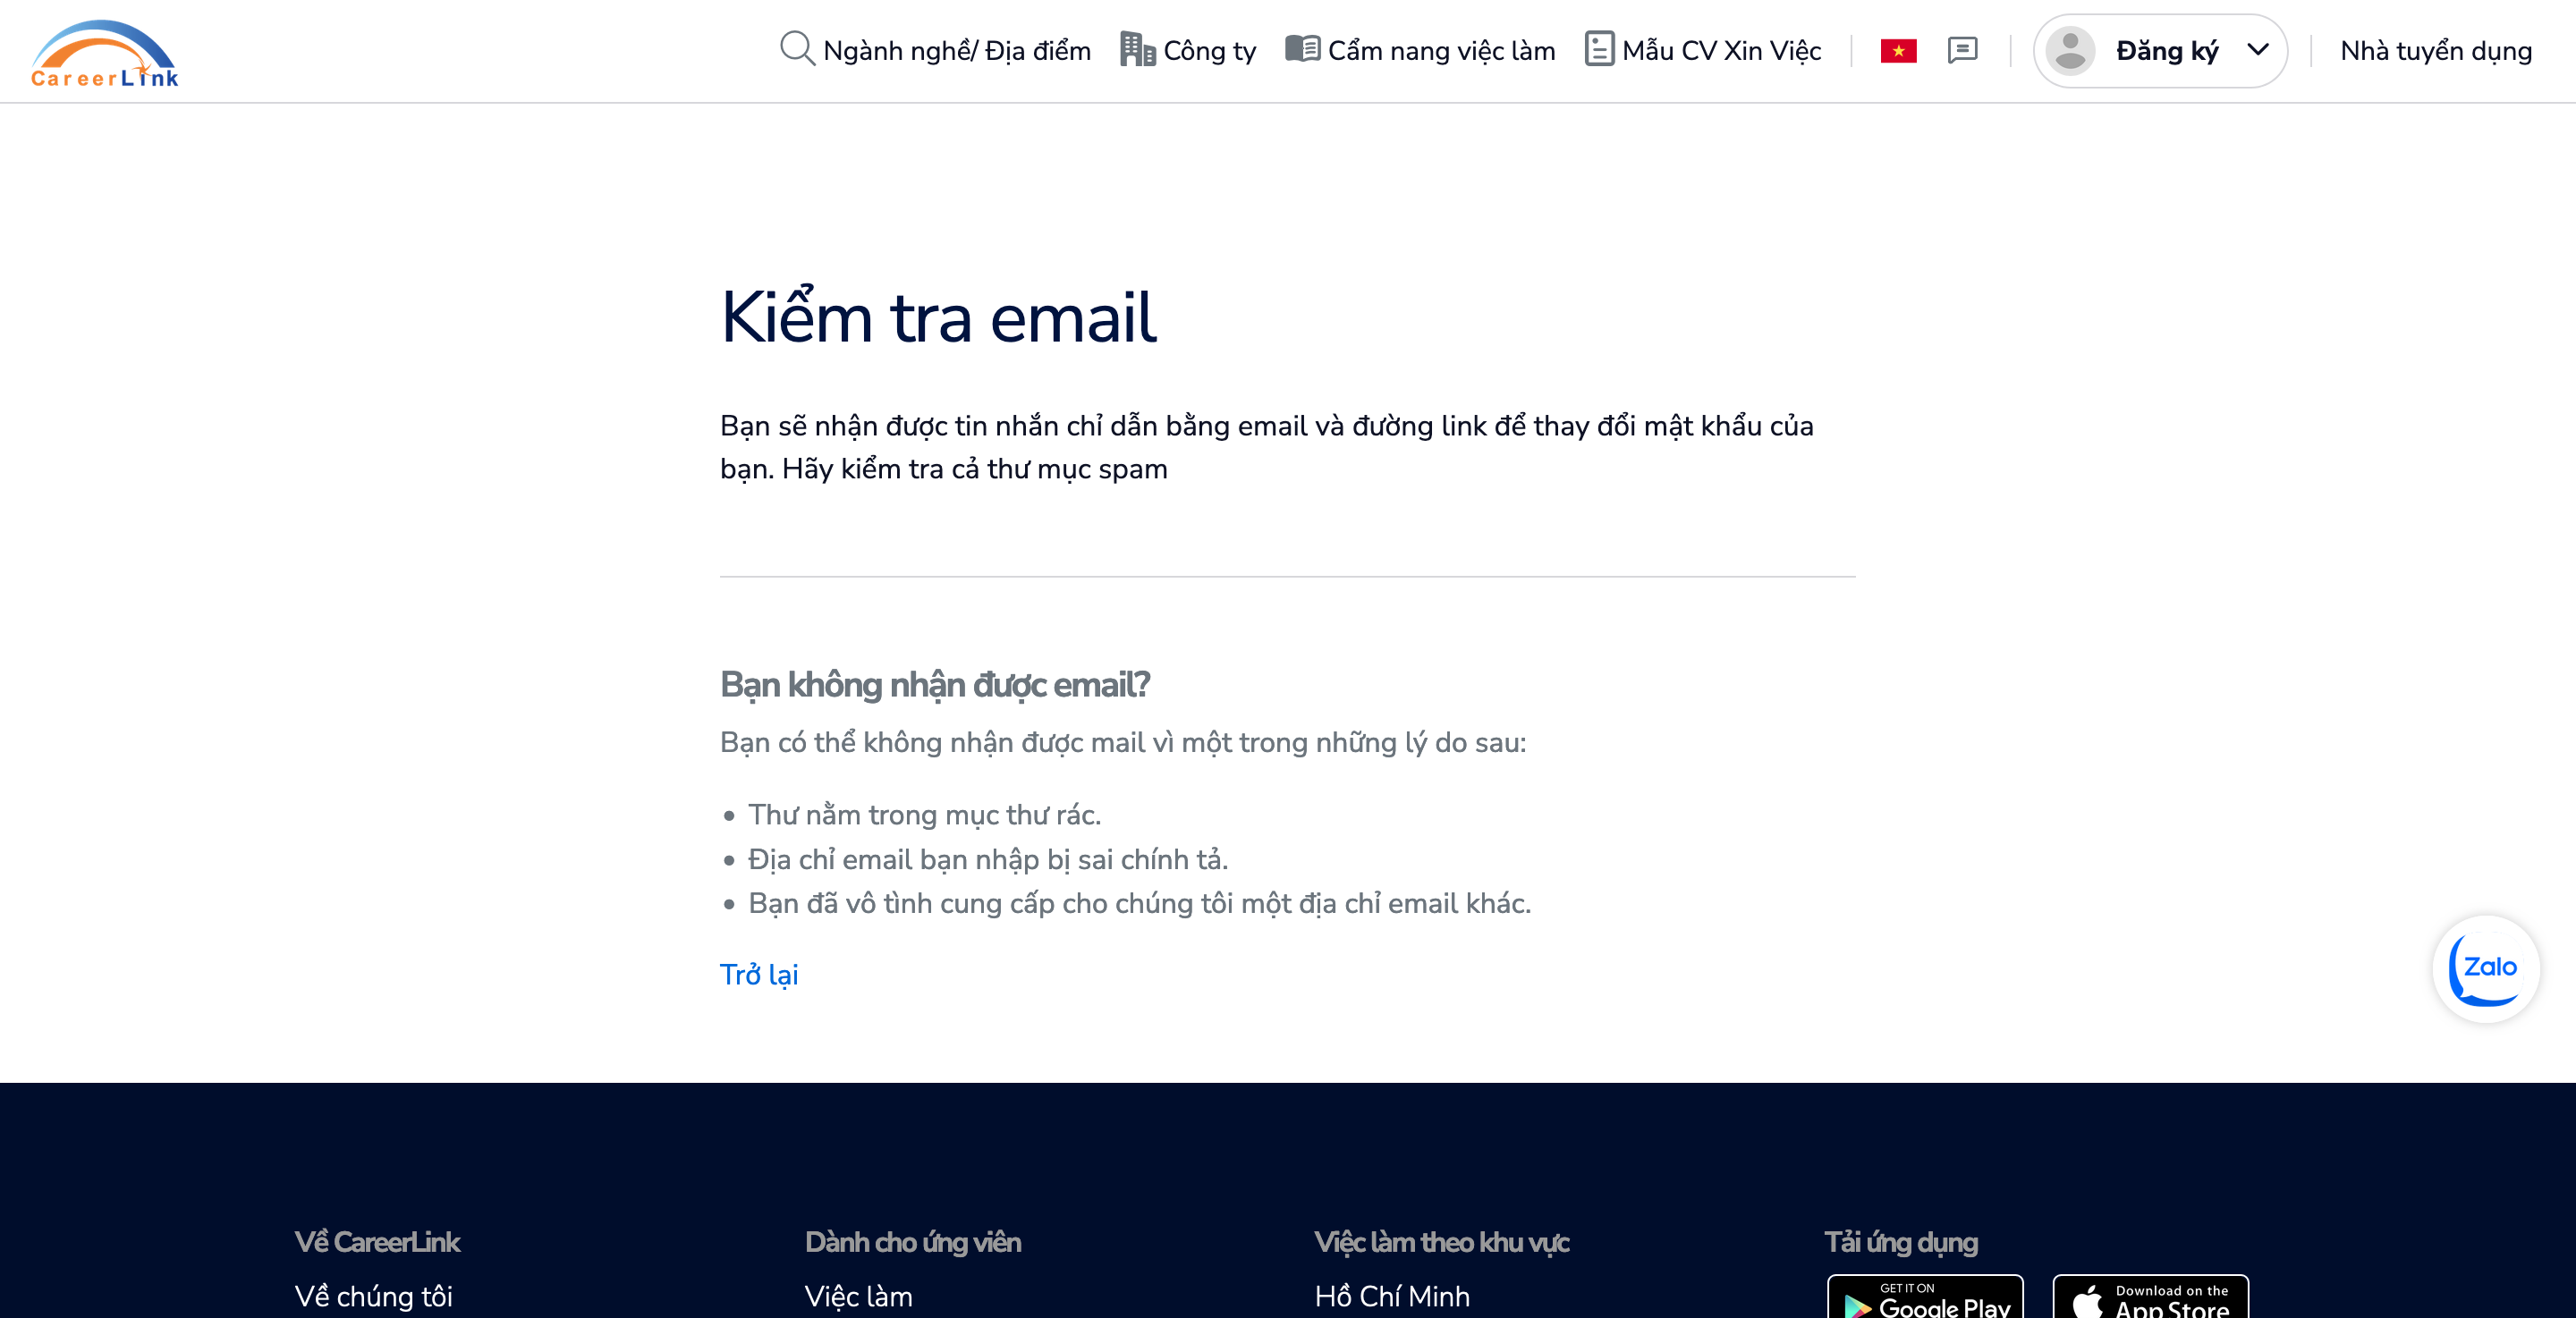 CareerLink
Ngành nghề/ Địa điểm
Công ty
Cẩm nang việc làm
Mẫu CV Xin Việc
Đăng ký
Nhà tuyển dụng
Kiểm tra email
Bạn sẽ nhận được tin nhắn chỉ dẫn bằng email và đường link để thay đổi mật khẩu của
bạn. Hãy kiểm tra cả thư mục spam
Bạn không nhận được email?
Bạn có thể không nhận được mail vì một trong những lý do sau:
• Thư nằm trong mục thư rác.
• Địa chỉ email bạn nhập bị sai chính tả.
• Bạn đã vô tình cung cấp cho chúng tôi một địa chỉ email khác.
Trở lại
Zalo
Về CareerLink
Dành cho ứng viên
Việc làm theo khu vực
Tải ứng dụng
Về chúng tôi
Việc làm
Hồ Chí Minh
GET IT ON
Google Play
Download on the
App Store